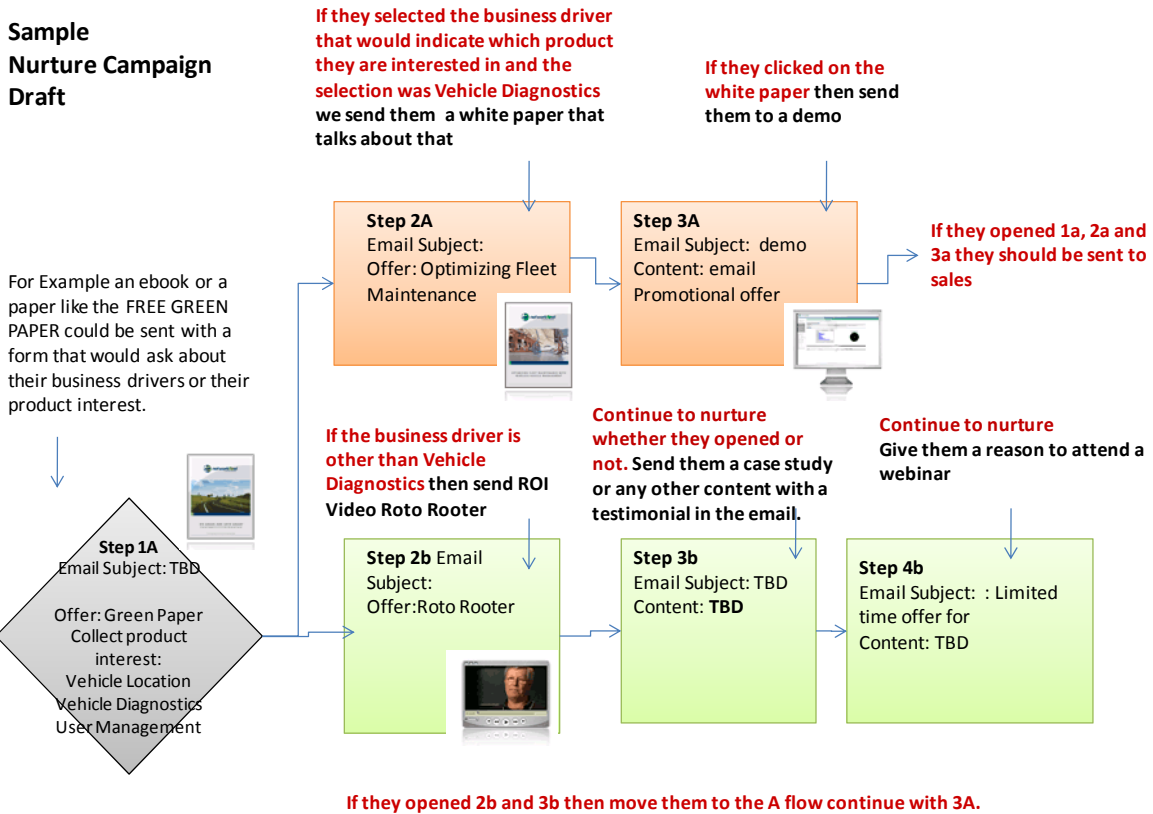 Sample
Nurture Campaign
Draft
If they selected the business driver
that would indicate which product
they are interested in and the
selection was Vehicle Diagnostics
we send them a white paper that
talks about that
If they clicked on the
white paper then send
them to a demo
Step 2A
Email Subject:
Offer: Optimizing Fleet
Maintenance
Step 3A
Email Subject: demo
Content: email
Promotional offer
If they opened 1a, 2a and
3a they should be sent to
sales
For Example an ebook or a
paper like the FREE GREEN
PAPER could be sent with a
form that would ask about
their business drivers or their
product interest.
If the business driver is
other than Vehicle
Diagnostics then send ROI
Video Roto Rooter
Continue to nurture
whether they opened or
not. Send them a case study
or any other content with a
testimonial in the email.
Continue to nurture
Give them a reason to attend a
webinar
Step 1A
Email Subject: TBD
Offer: Green Paper
Collect product
interest:
Vehicle Location
Vehicle Diagnostics
User Management
Step 2b Email
Subject:
Offer:Roto Rooter
Step 3b
Email Subject: TBD
Content: TBD
Step 4b
Email Subject: : Limited
time offer for
Content: TBD
If they opened 2b and 3b then move them to the A flow continue with 3A.